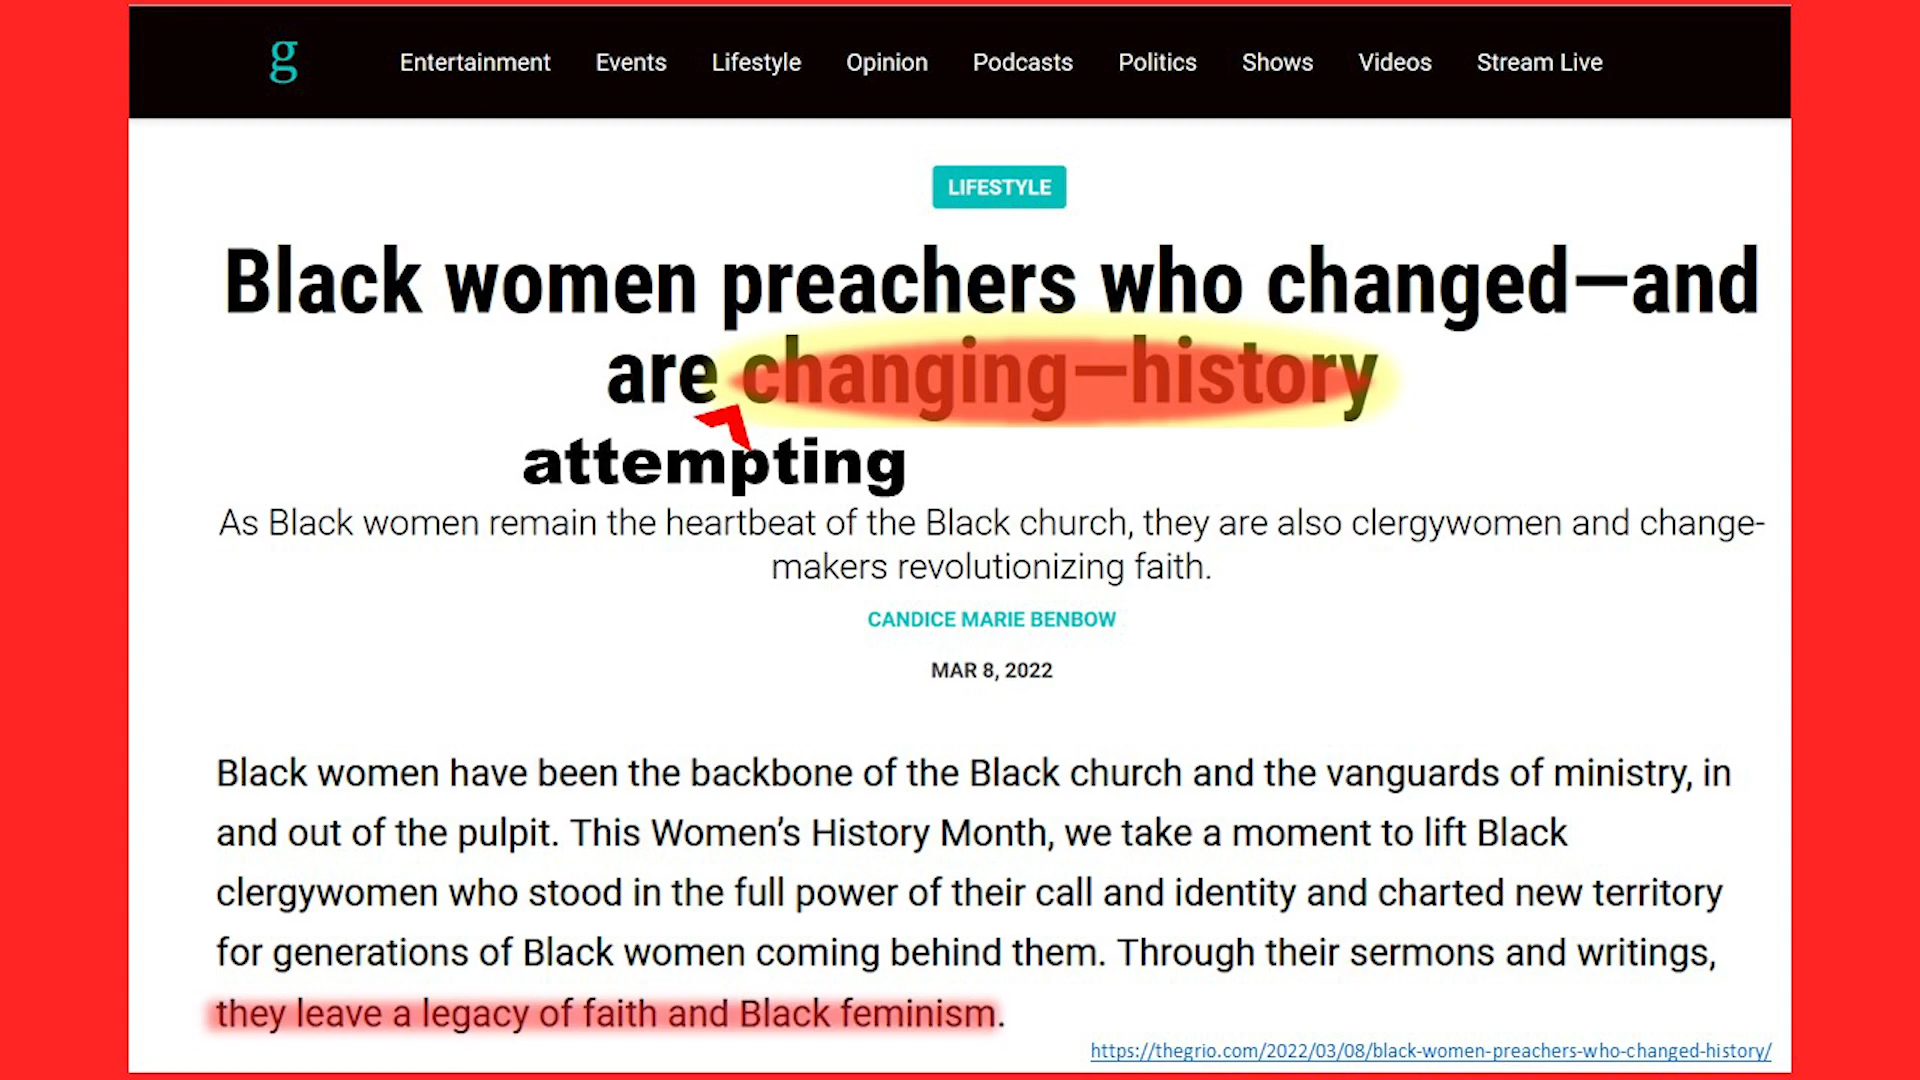 g Entertainment Events Lifestyle Opinion Podcasts Politics Shows Videos Stream Live
LIFESTYLE
Black women preachers who changed—and
are changing—history
attempting
As Black women remain the heartbeat of the Black church, they are also clergywomen and change-
makers revolutionizing faith.
CANDICE MARIE BENBOW
MAR 8, 2022
Black women have been the backbone of the Black church and the vanguards of ministry, in
and out of the pulpit. This Women’s History Month, we take a moment to lift Black
clergywomen who stood in the full power of their call and identity and charted new territory
for generations of Black women coming behind them. Through their sermons and writings,
they leave a legacy of faith and Black feminism.
https://thegrio.com/2022/03/08/black-women-preachers-who-changed-history/